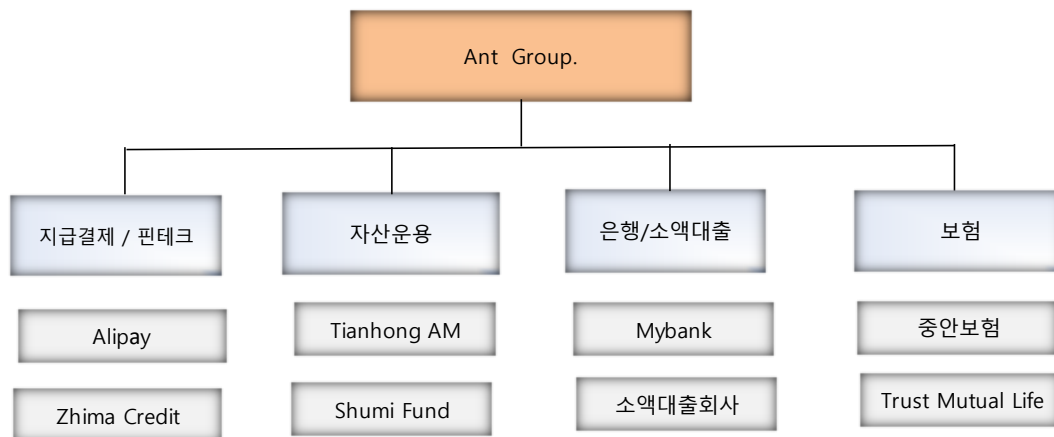 Ant Group.
지급결제 / 핀테크
자산운용
은행/소액대출
보험
Alipay
Tianhong AM
Mybank
중안보험
Zhima Credit
Shumi Fund
소액대출회사
Trust Mutual Life